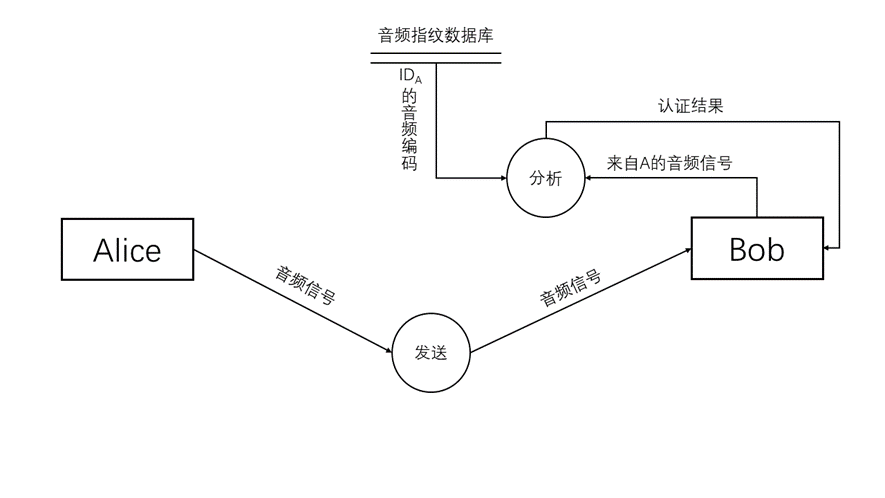 音频指纹数据库
IDA
的音频编码
认证结果
来自A的音频信号
分析
Alice
Bob
音频信号
音频信号
发送